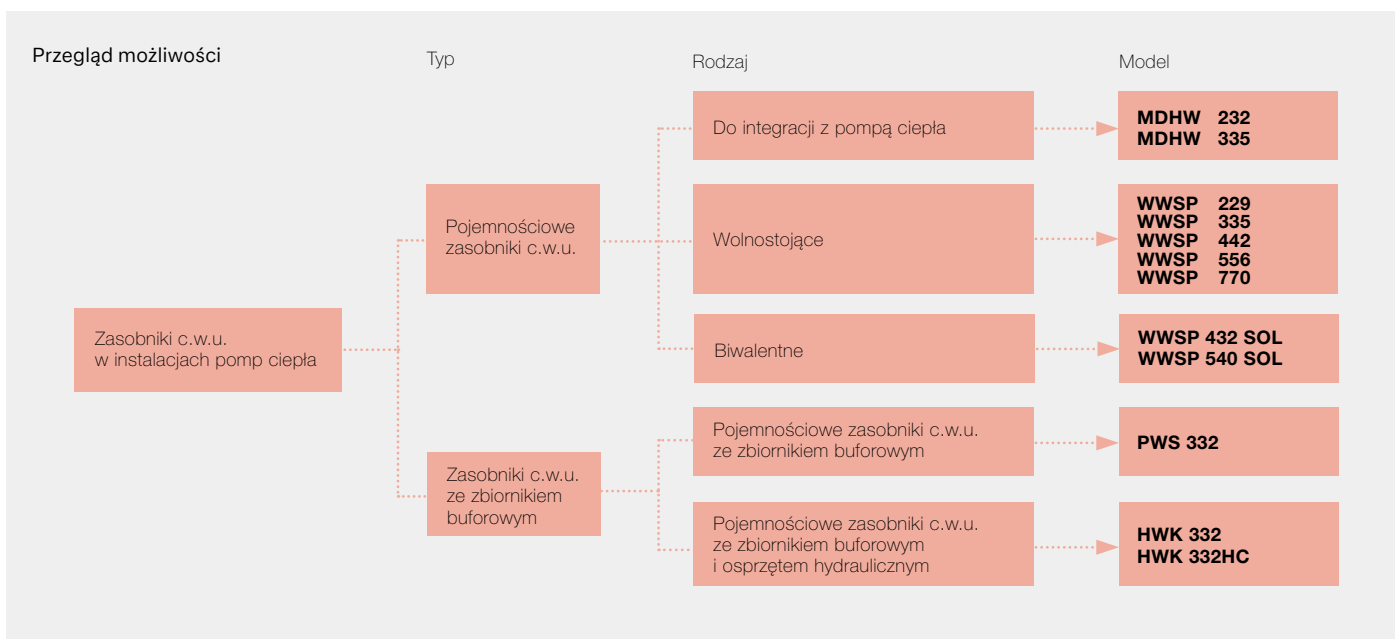 Przegląd możliwości
Typ
Rodzaj
Model
Zasobniki c.w.u.
w instalacjach pomp ciepła
Pojemnościowe
zasobniki c.w.u.
Do integracji z pompą ciepła
MDHW 232
MDHW 335
Wolnostojące
WWSP 229
WWSP 335
WWSP 442
WWSP 556
WWSP 770
Biwalentne
WWSP 432 SOL
WWSP 540 SOL
Zasobniki c.w.u.
ze zbiornikiem
buforowym
Pojemnościowe zasobniki c.w.u.
ze zbiornikiem buforowym
PWS 332
Pojemnościowe zasobniki c.w.u.
ze zbiornikiem buforowym
i osprzętem hydraulicznym
HWK 332
HWK 332HC